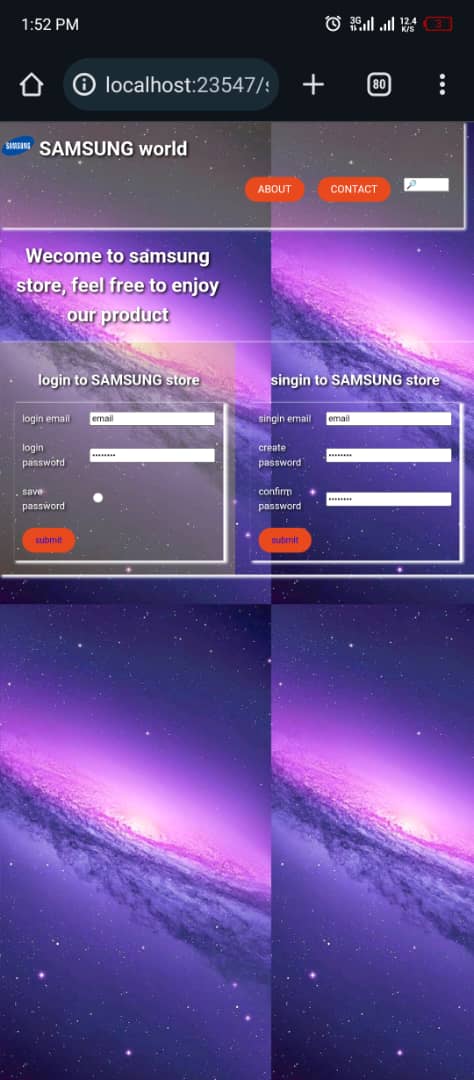 1:52 PM
3G
12.4
K/S
3
localhost:23547/s
80
SAMSUNG
SAMSUNG world
ABOUT
CONTACT
Wecome to samsung
store, feel free to enjoy
our product
login to SAMSUNG store
login email
email
login
password
••••••••
save
password
submit
singin to SAMSUNG store
singin email
email
create
password
••••••••
confirm
password
••••••••
submit